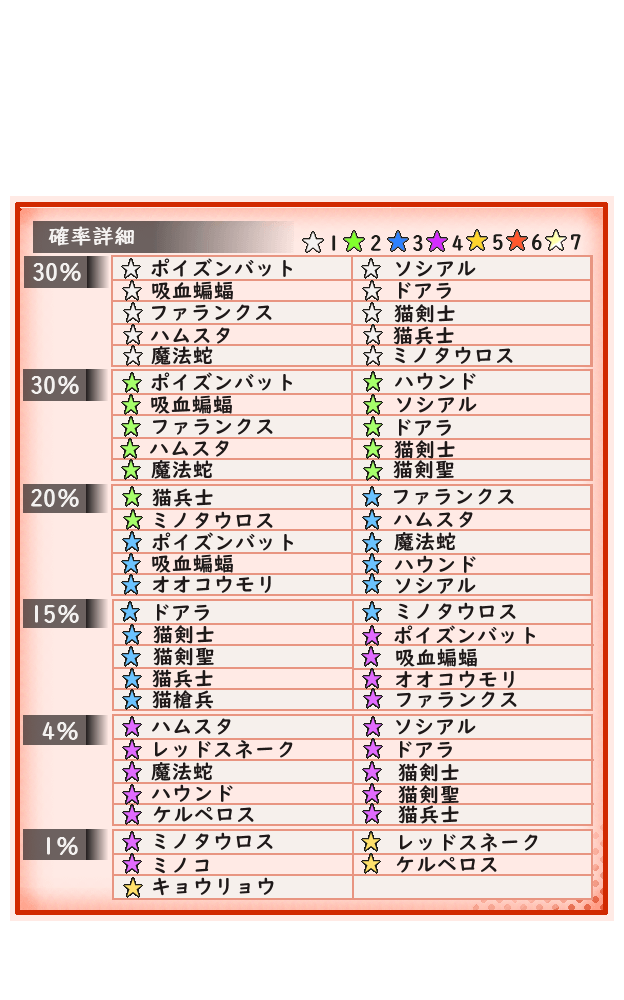 確率詳細
☆1★2★3★4★5★6★7
30%
☆ ポイズンバット ☆ ソシアル
☆ 吸血蝙蝠 ☆ ドアラ
☆ ファランクス ☆ 猫剣士
☆ ハムスタ ☆ 猫兵士
☆ 魔法蛇 ☆ ミノタウロス
30%
★ ポイズンバット ★ ハウンド
★ 吸血蝙蝠 ★ ソシアル
★ ファランクス ★ ドアラ
★ ハムスタ ★ 猫剣士
★ 魔法蛇 ★ 猫剣聖
20%
★ 猫兵士 ★ ファランクス
★ ミノタウロス ★ ハムスタ
★ ポイズンバット ★ 魔法蛇
★ 吸血蝙蝠 ★ ハウンド
★ オオコウモリ ★ ソシアル
15%
★ ドアラ ★ ミノタウロス
★ 猫剣士 ★ ポイズンバット
★ 猫剣聖 ★ 吸血蝙蝠
★ 猫兵士 ★ オオコウモリ
★ 猫槍兵 ★ ファランクス
4%
★ ハムスタ ★ ソシアル
★ レッドスネーク ★ ドアラ
★ 魔法蛇 ★ 猫剣士
★ ハウンド ★ 猫剣聖
★ ケルペロス ★ 猫兵士
1%
★ ミノタウロス ★ レッドスネーク
★ ミノコ ★ ケルペロス
★ キョウリョウ